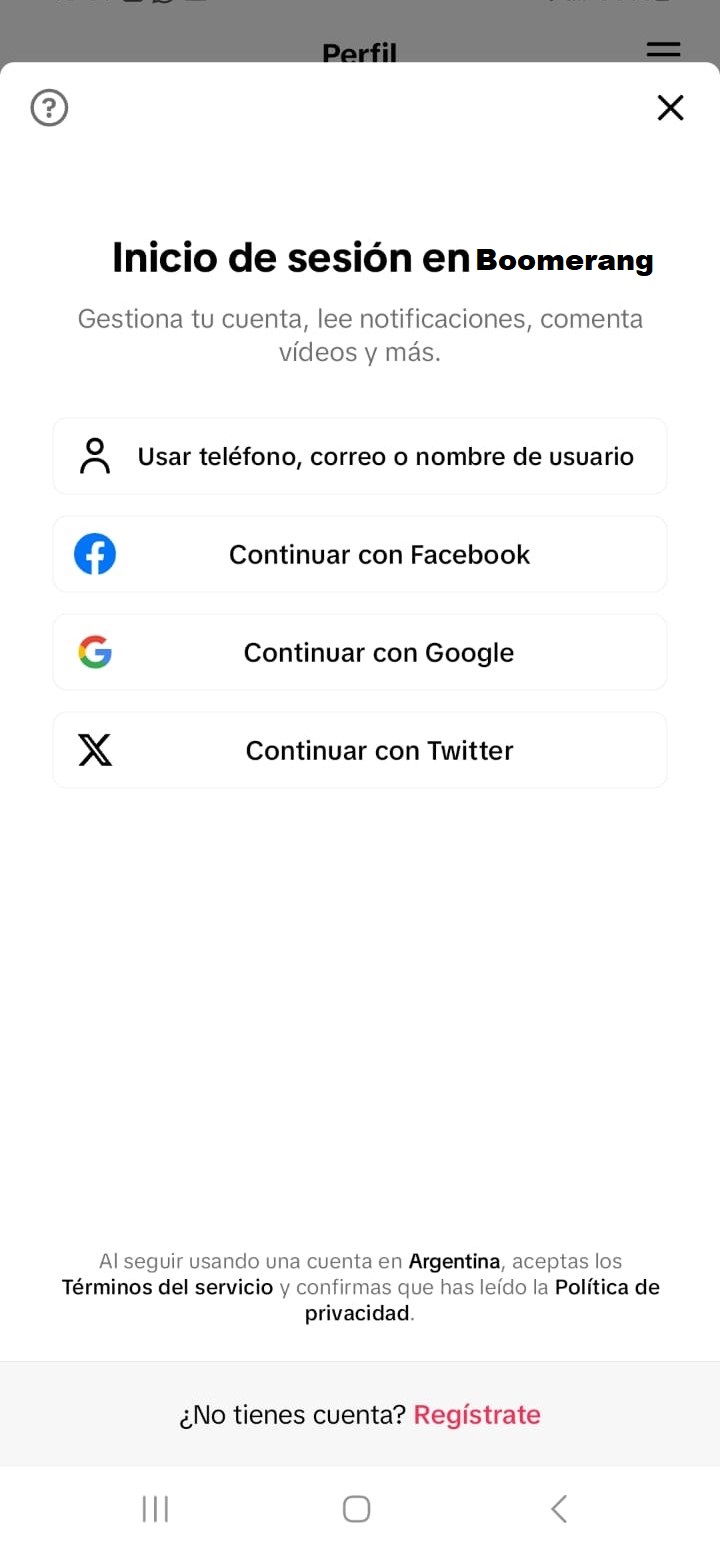 Perfil
Inicio de sesión en Boomerang
Gestiona tu cuenta, lee notificaciones, comenta
vídeos y más.
Usar teléfono, correo o nombre de usuario
Continuar con Facebook
Continuar con Google
Continuar con Twitter
Al seguir usando una cuenta en Argentina, aceptas los
Términos del servicio y confirmas que has leído la Política de
privacidad.
¿No tienes cuenta? Regístrate